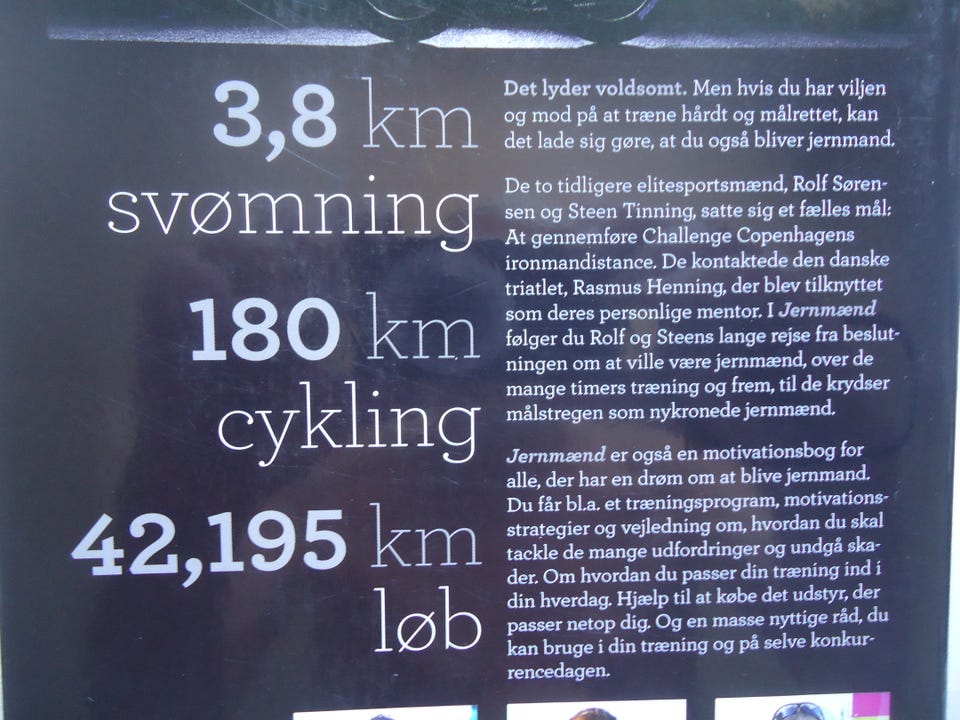 3,8 km
svømning
180 km
cykling
42,195 km
løb
Det lyder voldsomt. Men hvis du har viljen
og mod på at træne hårdt og målrettet, kan
det lade sig gøre, at du også bliver jernmand.
De to tidligere elitesportsmænd, Rolf Søren-
sen og Steen Tinning, satte sig et fælles mål:
At gennemføre Challenge Copenhagens
ironmandistance. De kontaktede den danske
triatlet, Rasmus Henning, der blev tilknyttet
som deres personlige mentor. I Jernmænd
følger du Rolf og Steens lange rejse fra beslut-
ningen om at ville være jernmænd, over de
mange timers træning og frem, til de krydser
målstregen som nykronede jernmænd.
Jernmænd er også en motivationsbog for
alle, der har en drøm om at blive jernmand.
Du får bl.a. et træningsprogram, motivations-
strategier og vejledning om, hvordan du skal
tackle de mange udfordringer og undgå ska-
der. Om hvordan du passer din træning ind i
din hverdag. Hjælp til at købe det udstyr, der
passer netop dig. Og en masse nyttige råd, du
kan bruge i din træning og på selve konkur-
rencedagen.